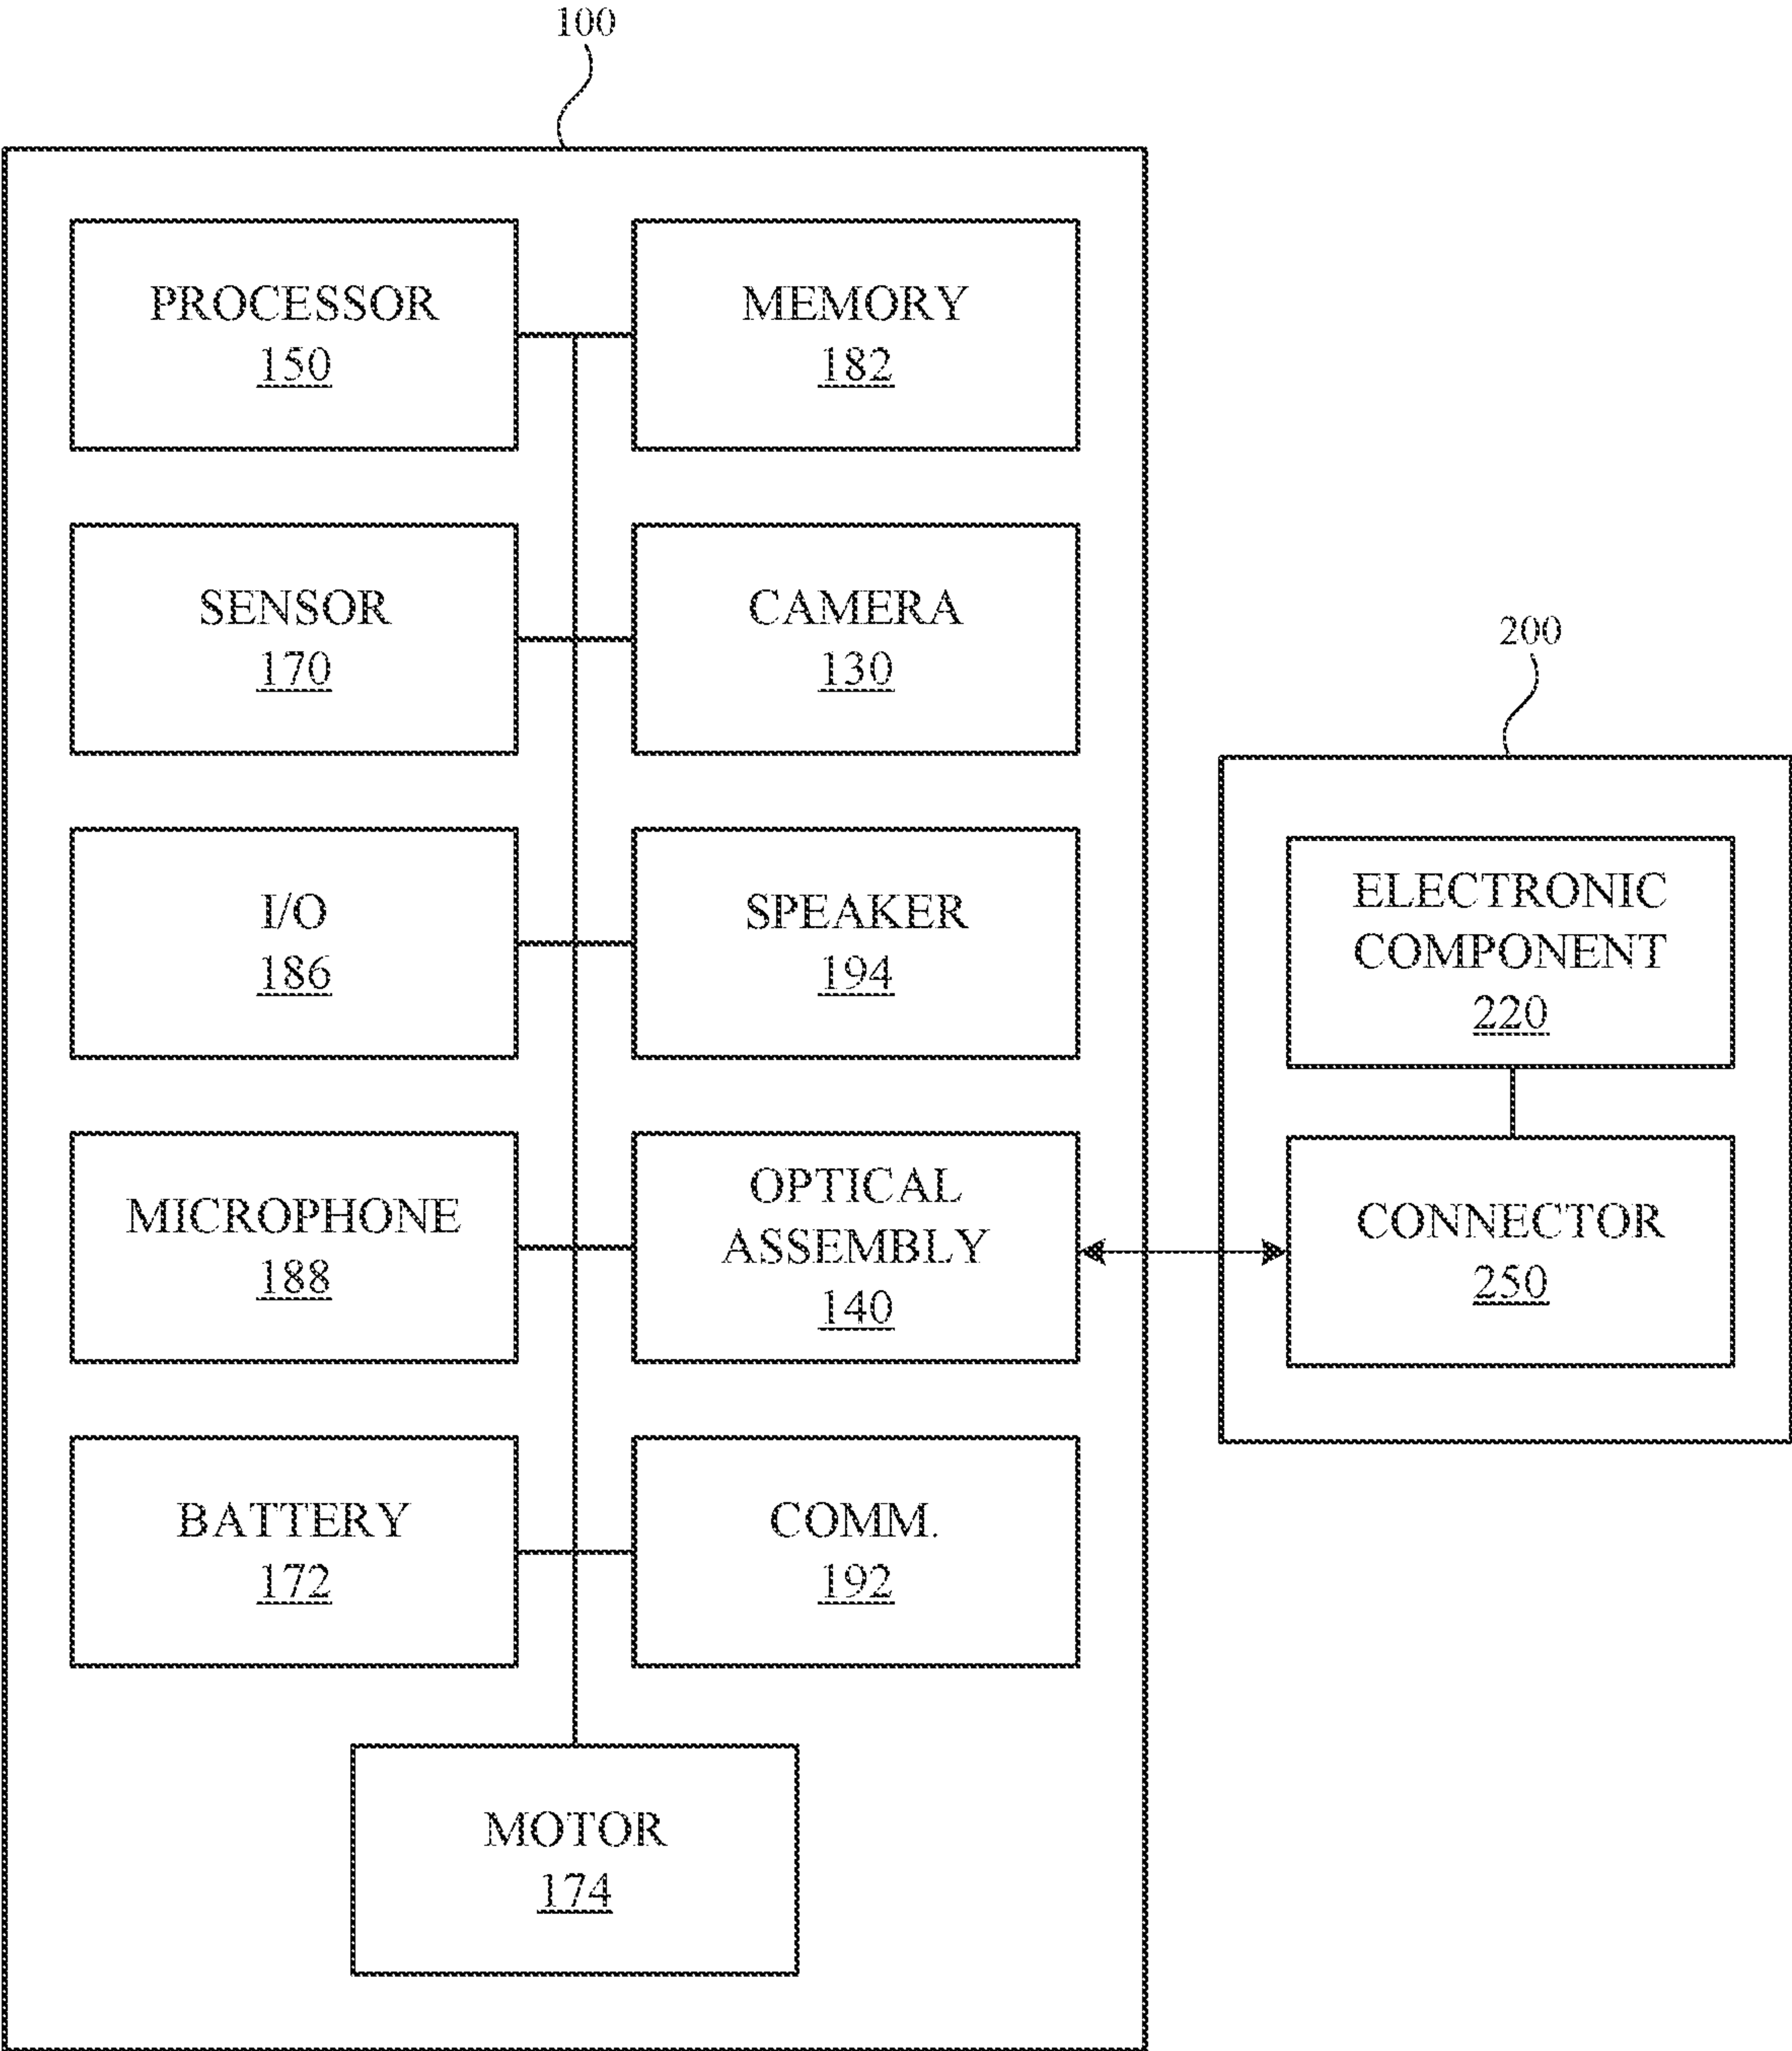 100
PROCESSOR
150
MEMORY
182
SENSOR
170
CAMERA
130
I/O
186
SPEAKER
194
MICROPHONE
188
OPTICAL
ASSEMBLY
140
BATTERY
172
COMM.
192
MOTOR
174
200
ELECTRONIC
COMPONENT
220
CONNECTOR
250